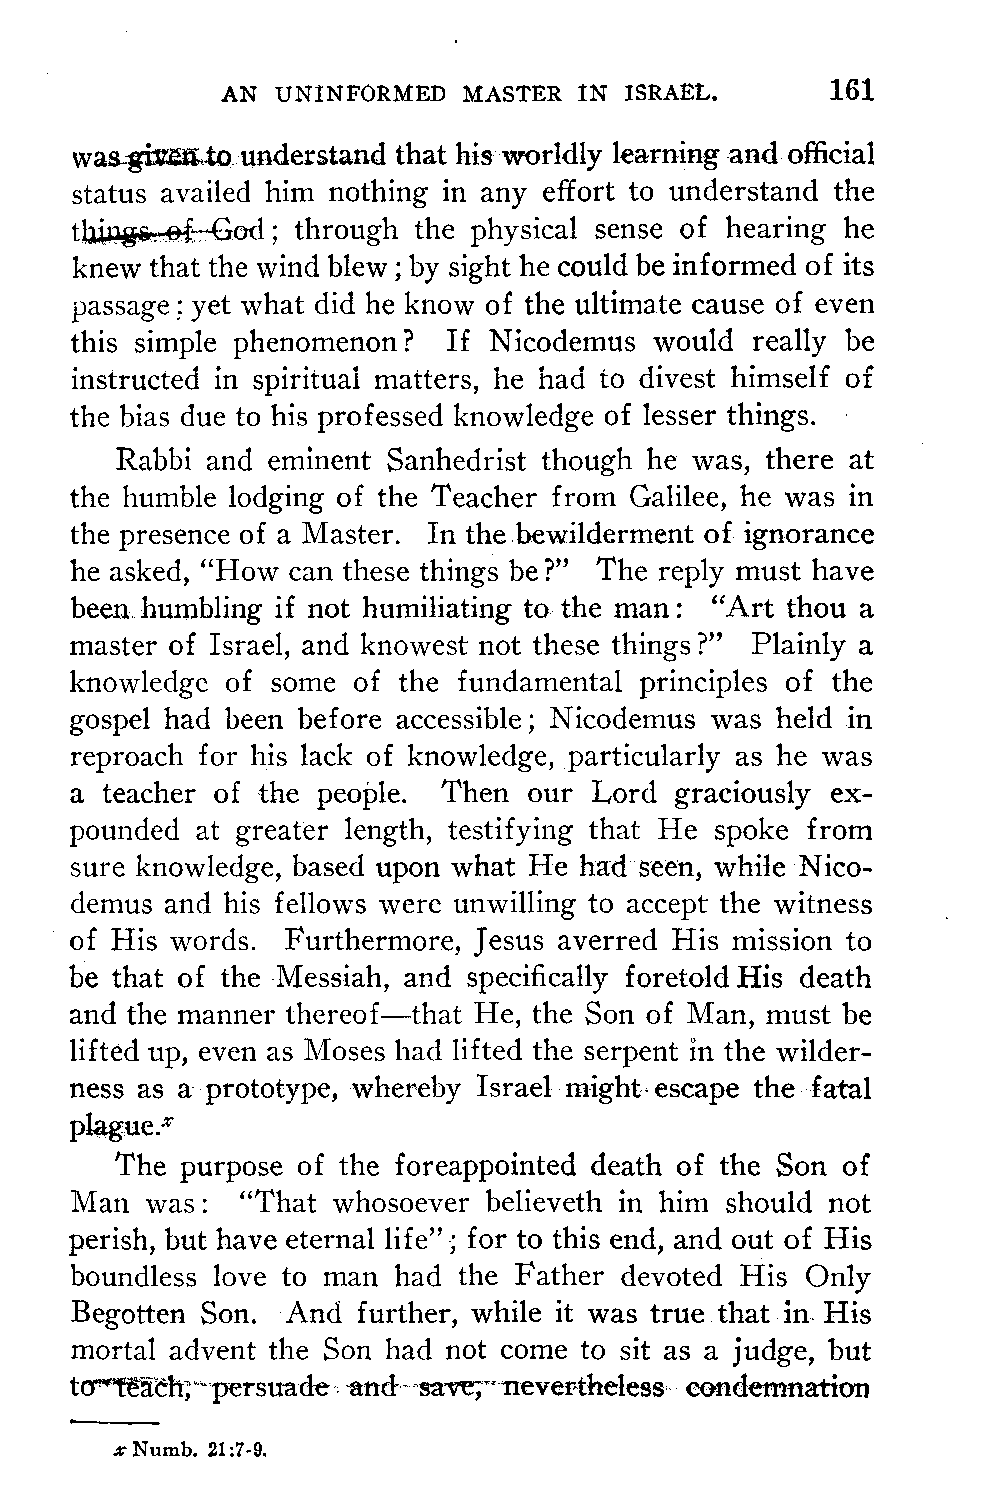 AN UNINFORMED MASTER IN ISRAEL. 161
was given to understand that his worldly learning and official
status availed him nothing in any effort to understand the
things of God; through the physical sense of hearing he
knew that the wind blew; by sight he could be informed of its
passage: yet what did he know of the ultimate cause of even
this simple phenomenon? If Nicodemus would really be
instructed in spiritual matters, he had to divest himself of
the bias due to his professed knowledge of lesser things.
Rabbi and eminent Sanhedrist though he was, there at
the humble lodging of the Teacher from Galilee, he was in
the presence of a Master. In the bewilderment of ignorance
he asked, “How can these things be?” The reply must have
been humbling if not humiliating to the man: “Art thou a
master of Israel, and knowest not these things?” Plainly a
knowledge of some of the fundamental principles of the
gospel had been before accessible; Nicodemus was held in
reproach for his lack of knowledge, particularly as he was
a teacher of the people. Then our Lord graciously ex-
pounded at greater length, testifying that He spoke from
sure knowledge, based upon what He had seen, while Nico-
demus and his fellows were unwilling to accept the witness
of His words. Furthermore, Jesus averred His mission to
be that of the Messiah, and specifically foretold His death
and the manner thereof—that He, the Son of Man, must be
lifted up, even as Moses had lifted the serpent in the wilder-
ness as a prototype, whereby Israel might escape the fatal
plague.x
The purpose of the foreappointed death of the Son of
Man was: “That whosoever believeth in him should not
perish, but have eternal life”; for to this end, and out of His
boundless love to man had the Father devoted His Only
Begotten Son. And further, while it was true that in His
mortal advent the Son had not come to sit as a judge, but
to teach, persuade and save, nevertheless condemnation
x Numb. 21:7-9.